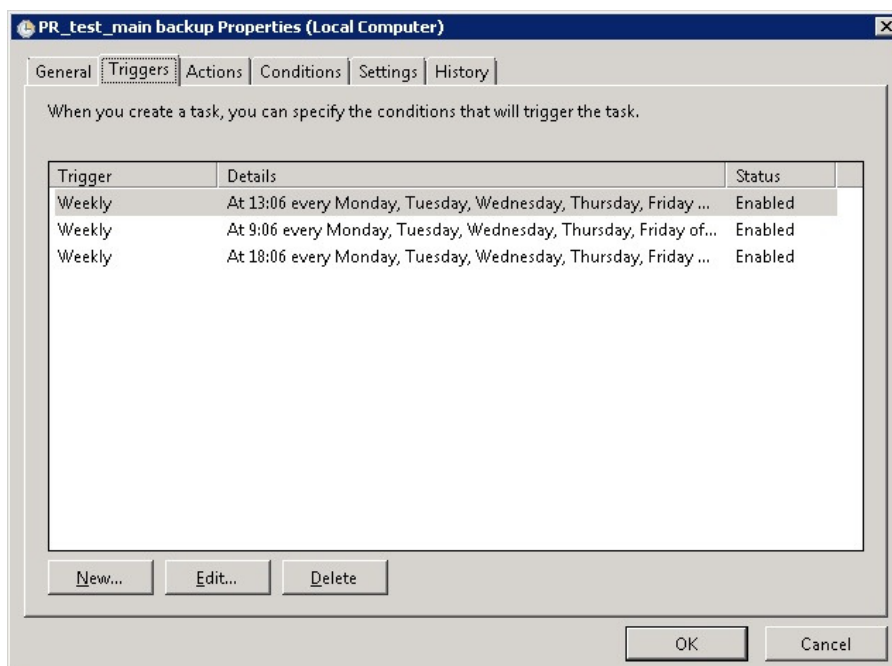 PR_test_main backup Properties (Local Computer)
General Triggers Actions Conditions Settings History
When you create a task, you can specify the conditions that will trigger the task.
Trigger Details Status
Weekly At 13:06 every Monday, Tuesday, Wednesday, Thursday, Friday ... Enabled
Weekly At 9:06 every Monday, Tuesday, Wednesday, Thursday, Friday of... Enabled
Weekly At 18:06 every Monday, Tuesday, Wednesday, Thursday, Friday ... Enabled
New... Edit... Delete
OK Cancel